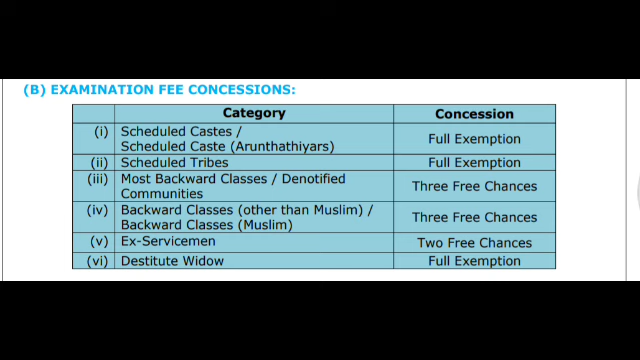 (B) EXAMINATION FEE CONCESSIONS:
Category Concession
(i) Scheduled Castes / Scheduled Caste (Arunthathiyars) Full Exemption
(ii) Scheduled Tribes Full Exemption
(iii) Most Backward Classes / Denotified Communities Three Free Chances
(iv) Backward Classes (other than Muslim) / Backward Classes (Muslim) Three Free Chances
(v) Ex-Servicemen Two Free Chances
(vi) Destitute Widow Full Exemption